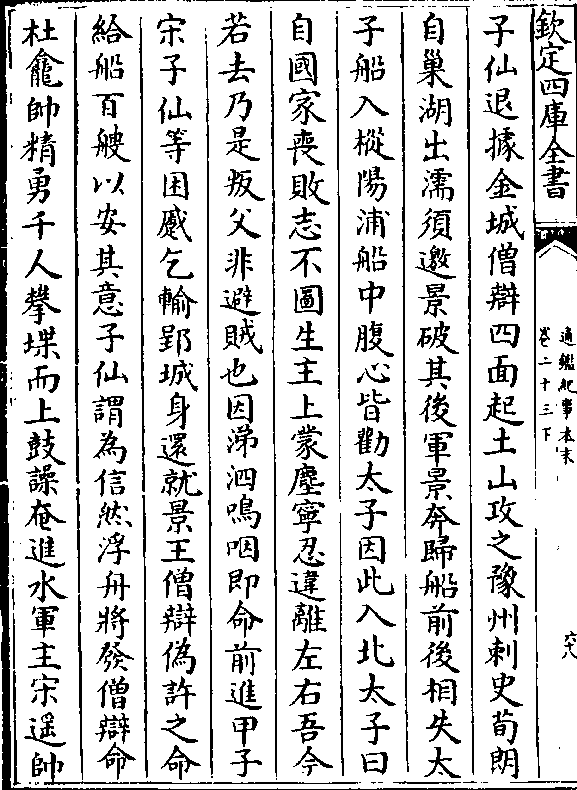 欽定四庫全書
通鑑紀事本末
卷二十三下
六八
子仙退據金城僧辯四面起土山攻之豫州刺史荀朗
自巢湖出濡須邀景破其後軍景奔歸船前後相失太
子船入樅陽浦船中腹心皆勸太子因此入北太子曰
自國家喪敗志不圖生主上蒙塵寧忍違離左右吾今
若去乃是叛父非避賊也因涕泗嗚咽即命前進甲子
宋子仙等困蹙乞輸郢城身還就景王僧辯偽許之命
給船百艘以安其意子仙謂為信然浮舟將發僧辯命
杜龕帥精勇千人攀堞而上鼓譟奄進水軍主宋遥帥